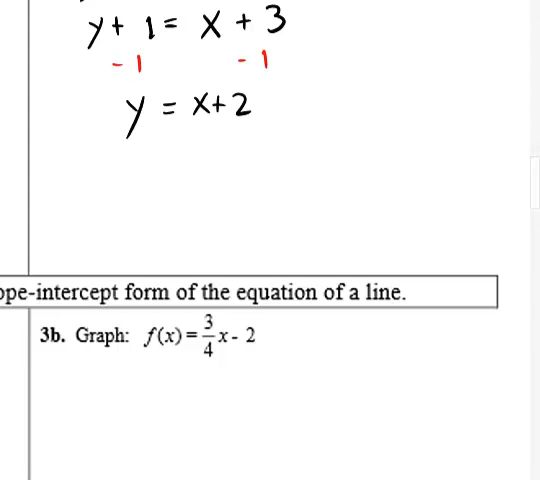 y + 1 = x + 3
- 1 - 1
y = x + 2
ope-intercept form of the equation of a line.
3b. Graph: f(x) = 3/4 x - 2